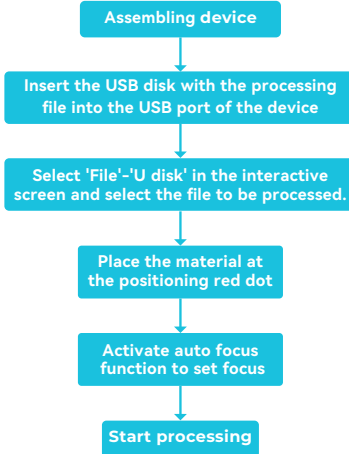 Assembling device
Insert the USB disk with the processing
file into the USB port of the device
Select 'File'-'U disk' in the interactive
screen and select the file to be processed.
Place the material at
the positioning red dot
Activate auto focus
function to set focus
Start processing